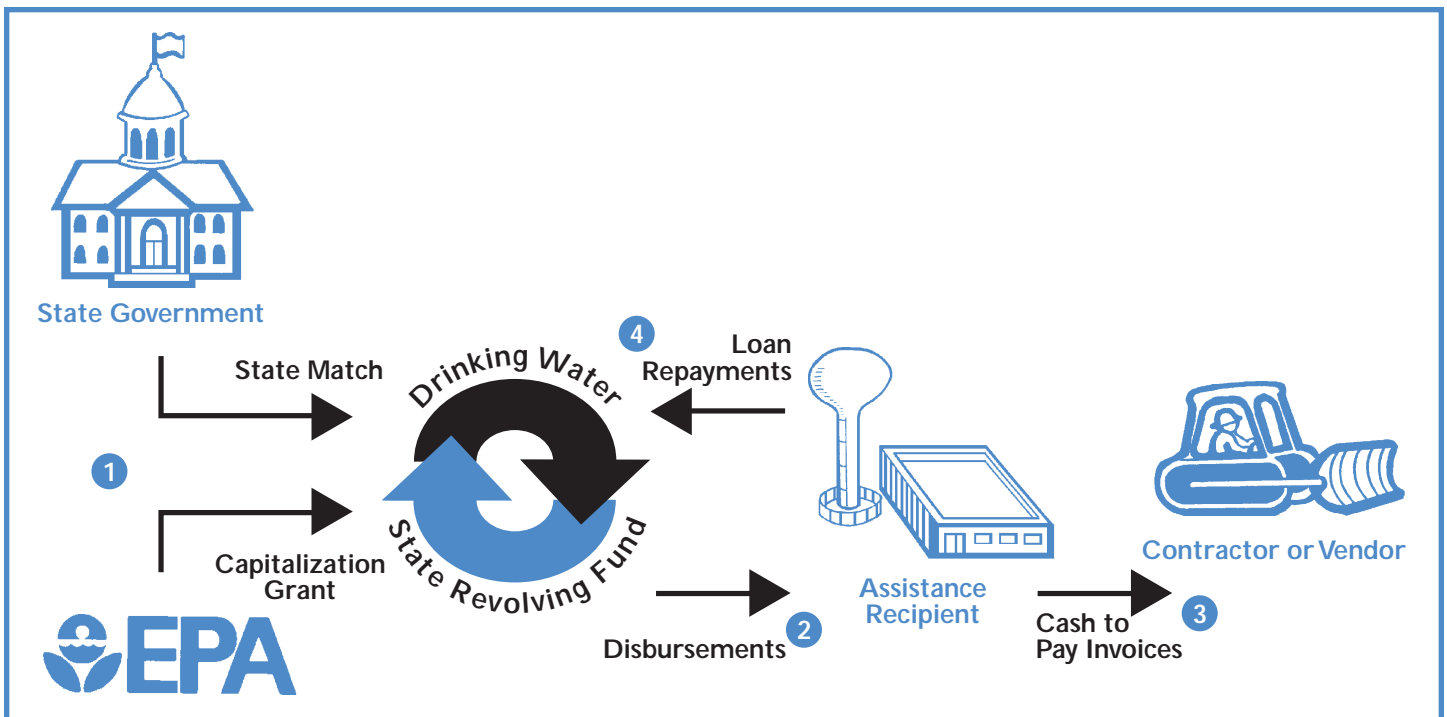 State Government
State Match
1
Capitalization
Grant
EPA
Drinking Water
State Revolving Fund
4
Loan
Repayments
Disbursements
2
Assistance
Recipient
Cash to
Pay Invoices
3
Contractor or Vendor